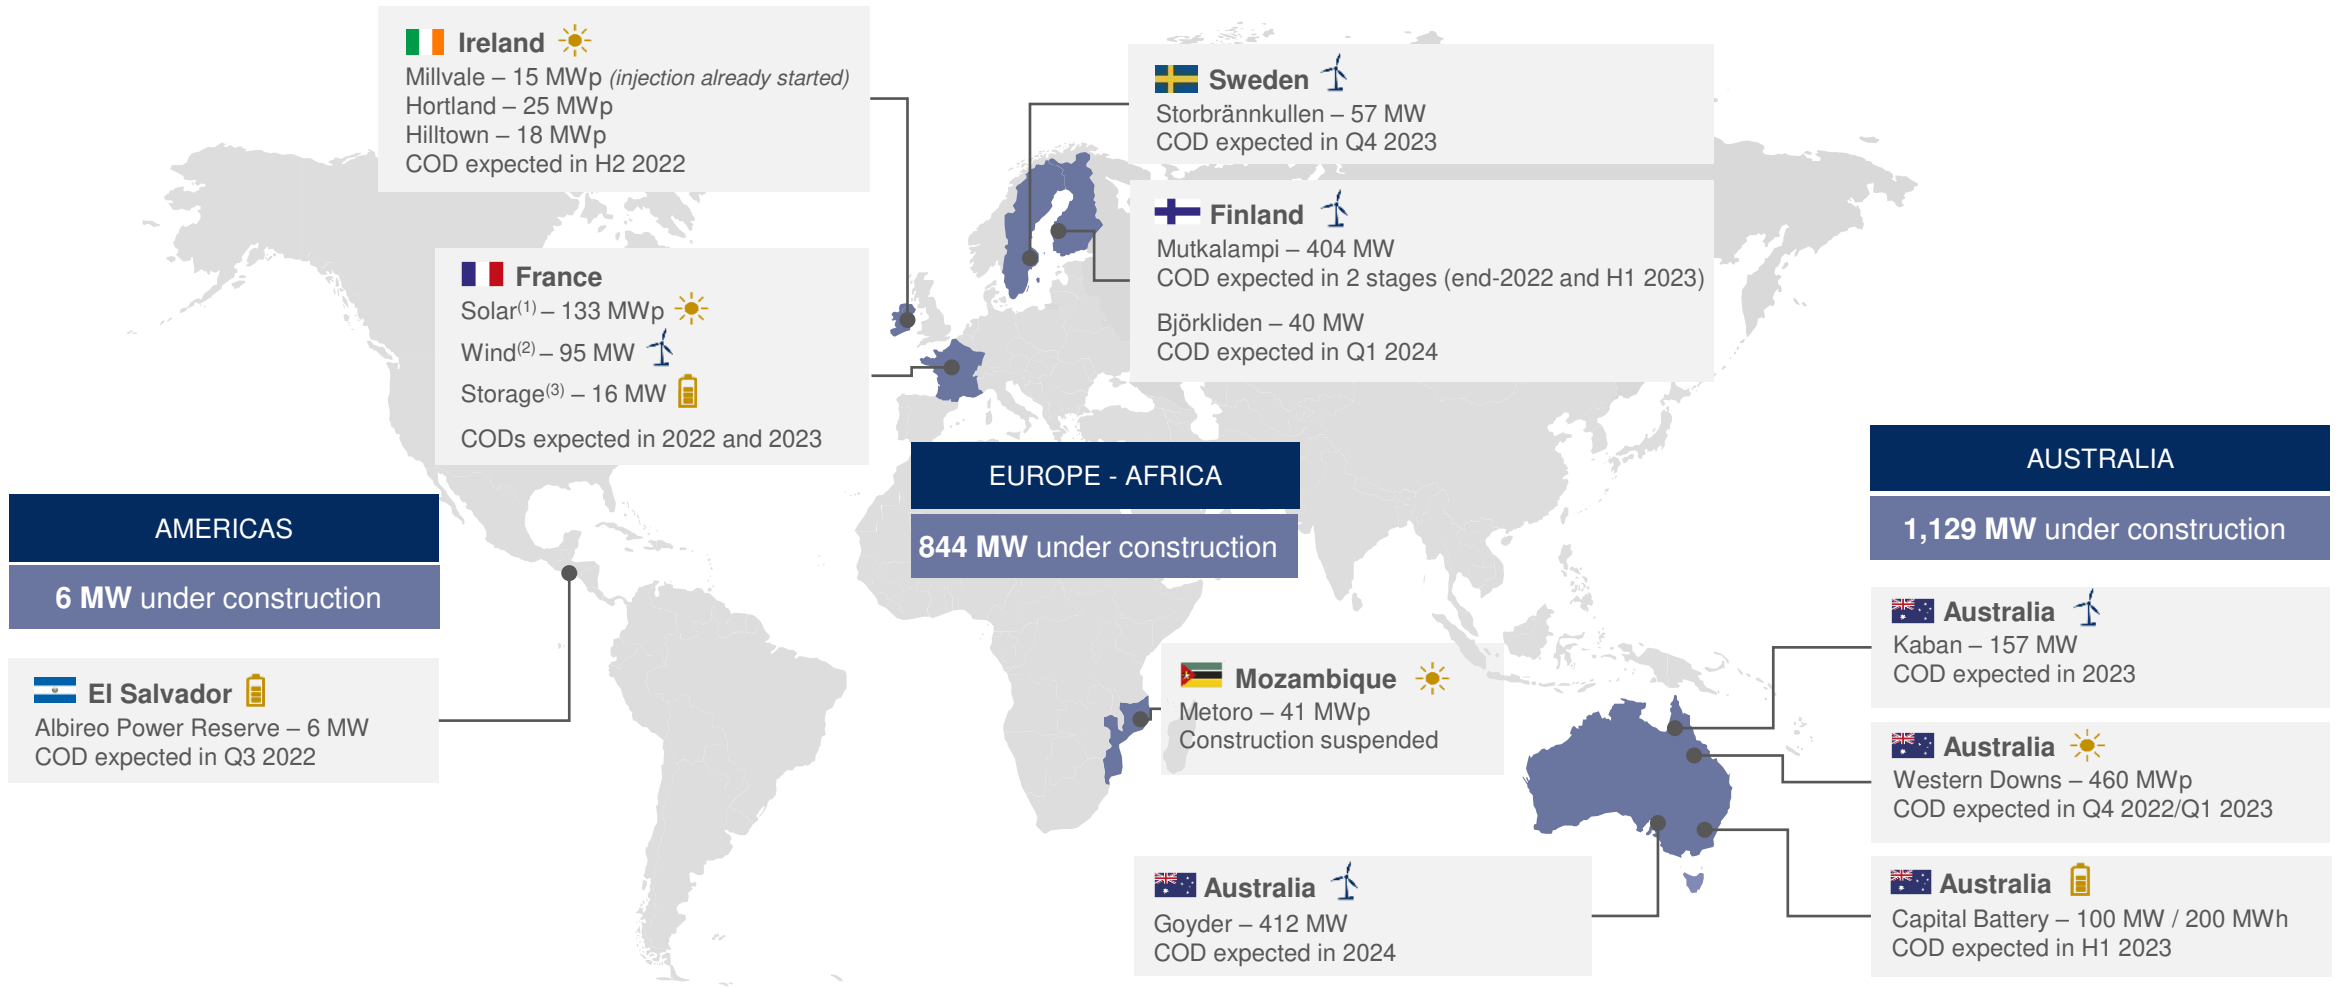 Ireland
Millvale – 15 MWp (injection already started)
Hortland – 25 MWp
Hilltown – 18 MWp
COD expected in H2 2022
France
Solar(1) – 133 MWp
Wind(2) – 95 MW
Storage(3) – 16 MW
CODs expected in 2022 and 2023
Sweden
Storbrännkullen – 57 MW
COD expected in Q4 2023
Finland
Mutkalampi – 404 MW
COD expected in 2 stages (end-2022 and H1 2023)
Björkliden – 40 MW
COD expected in Q1 2024
AMERICAS
6 MW under construction
El Salvador
Albireo Power Reserve – 6 MW
COD expected in Q3 2022
EUROPE - AFRICA
844 MW under construction
Mozambique
Metoro – 41 MWp
Construction suspended
AUSTRALIA
1,129 MW under construction
Australia
Kaban – 157 MW
COD expected in 2023
Australia
Western Downs – 460 MWp
COD expected in Q4 2022/Q1 2023
Australia
Capital Battery – 100 MW / 200 MWh
COD expected in H1 2023
Australia
Goyder – 412 MW
COD expected in 2024